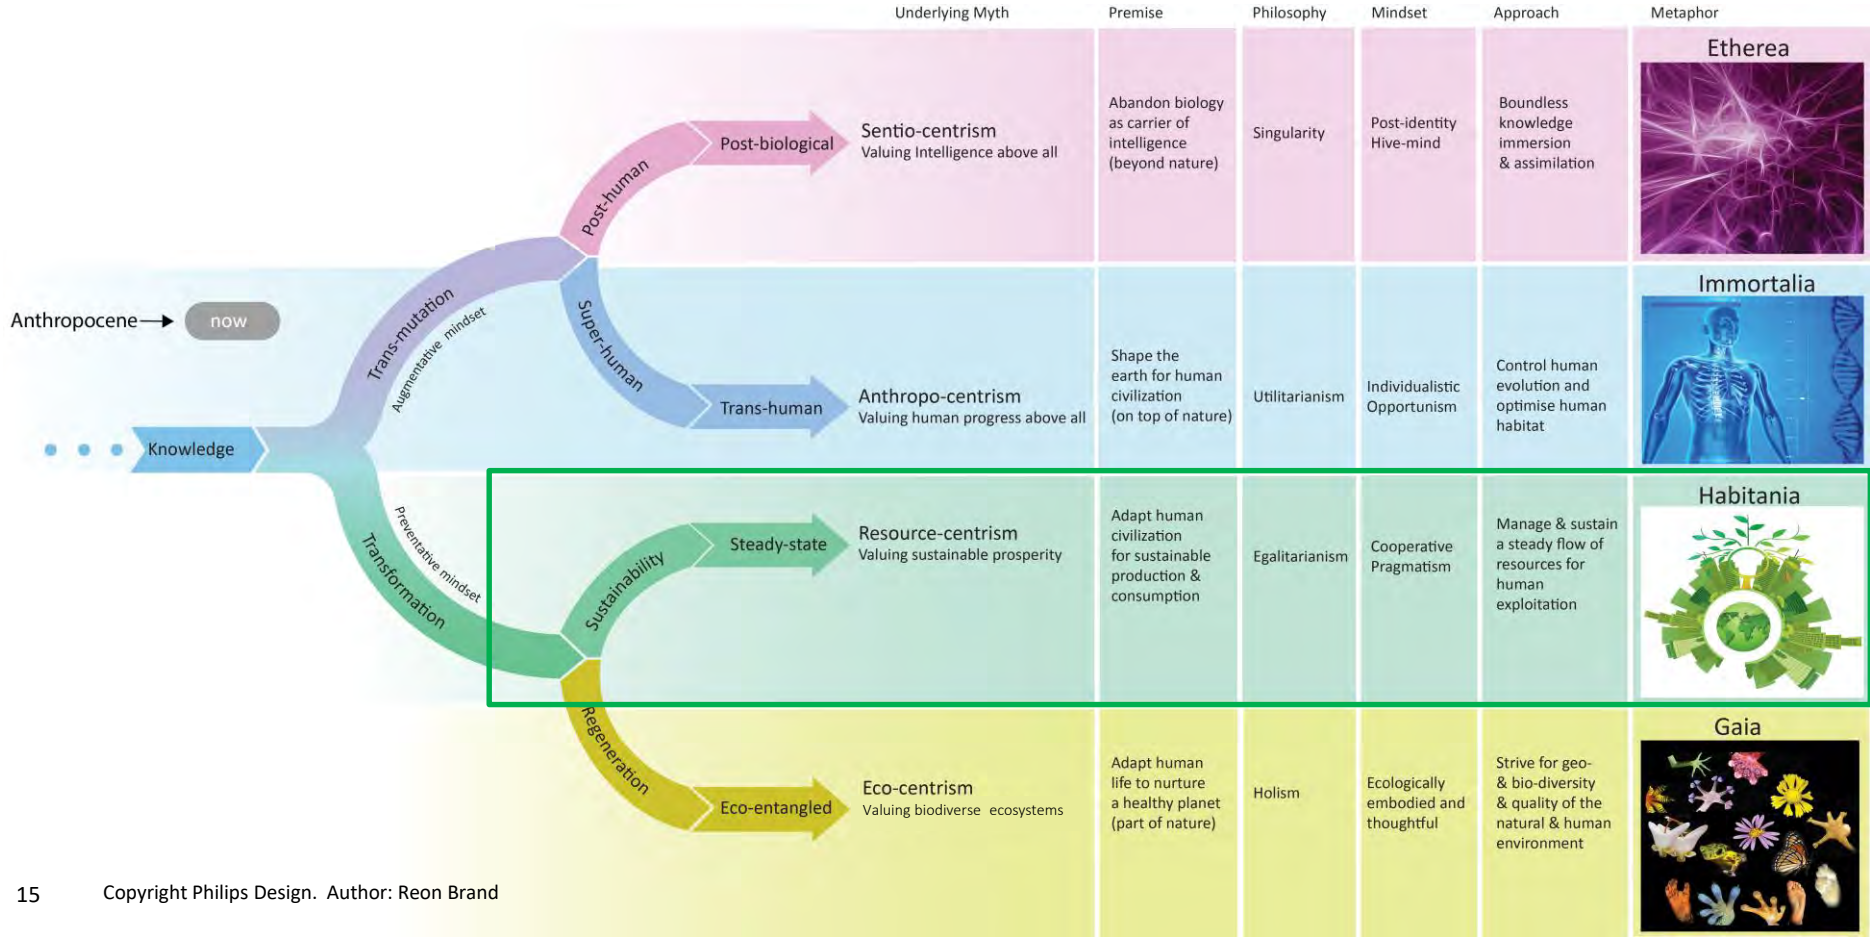 Underlying Myth
Premise
Philosophy
Mindset
Approach
Metaphor
Anthropocene
now
Knowledge
Trans-mutation
Augmentative mindset
Preventative mindset
Transformation
Post-human
Post-biological
Sentio-centrism
Valuing Intelligence above all
Abandon biology
as carrier of
intelligence
(beyond nature)
Singularity
Post-identity
Hive-mind
Boundless
knowledge
immersion
& assimilation
Etherea
Super-human
Trans-human
Anthropo-centrism
Valuing human progress above all
Shape the
earth for human
civilization
(on top of nature)
Utilitarianism
Individualistic
Opportunism
Control human
evolution and
optimise human
habitat
Immortalia
Sustainability
Steady-state
Resource-centrism
Valuing sustainable prosperity
Adapt human
civilization
for sustainable
production &
consumption
Egalitarianism
Cooperative
Pragmatism
Manage & sustain
a steady flow of
resources for
human
exploitation
Habitania
Regeneration
Eco-entangled
Eco-centrism
Valuing biodiverse ecosystems
Adapt human
life to nurture
a healthy planet
(part of nature)
Holism
Ecologically
embodied and
thoughtful
Strive for geo-
& bio-diversity
& quality of the
natural & human
environment
Gaia
15
Copyright Philips Design. Author: Reon Brand